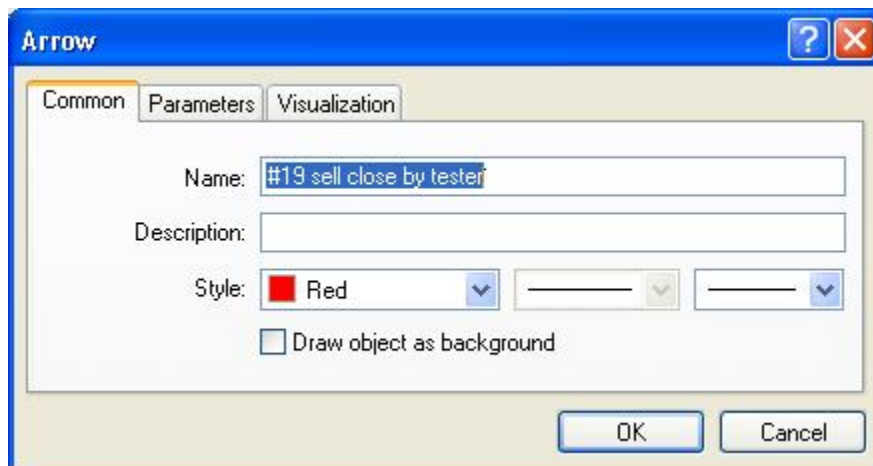 Arrow
Common Parameters Visualization
Name: #19 sell close by tester
Description:
Style: Red
Draw object as background
OK Cancel